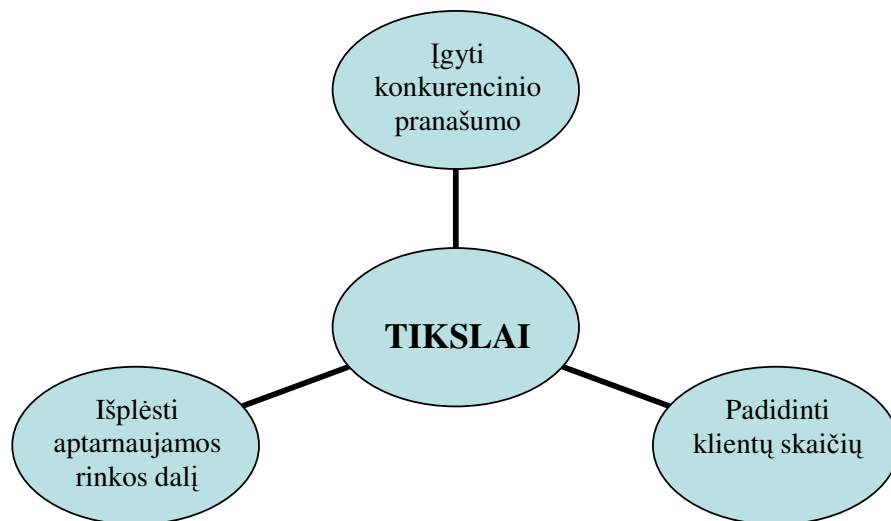 Įgyti
konkurencinio
pranašumo
TIKSLAI
Išplėsti
aptarnaujamos
rinkos dalį
Padidinti
klientų skaičių